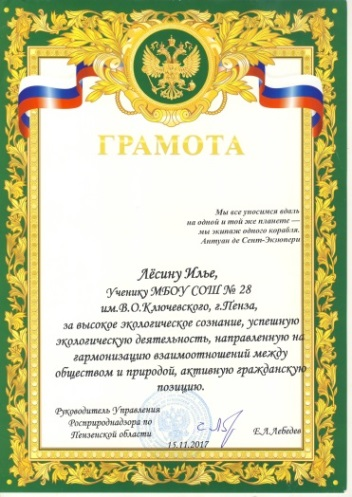 ГРАМОТА
Мы все уносимся вдаль
на одной и той же планете —
мы экипаж одного корабля.
Антуан де Сент-Экзюпери
Лёсину Илье,
Ученику МБОУ СОШ № 28
им.В.О.Ключевского, г.Пенза,
за высокое экологическое сознание, успешную
экологическую деятельность, направленную на
гармонизацию взаимоотношений между
обществом и природой, активную гражданскую
позицию.
Руководитель Управления
Росприроднадзора по
Пензенской области
Е.Л.Лебедев
15.11.2017